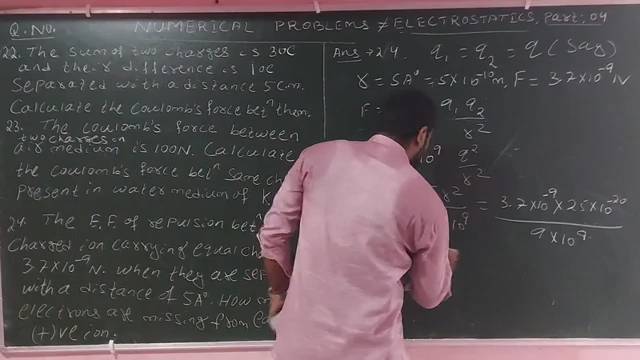 Q. No. NUMERICAL PROBLEMS ≠ ELECTROSTATICS, Part: 04
22. The sum of two charges is 30C
and their difference is 10C
separated with a distance 5cm.
Calculate the Coulomb's force betⁿ them.
23. The Coulomb's force between
two charges in
air medium is 100N. Calculate
the Coulomb's force betⁿ same
present in water medium of K
24. The E.F. of repulsion betⁿ
charged ion carrying equal
3.7×10⁻⁹N. when they are
with a distance of 5A°. How
electrons are missing from
(+)ve ion.
Ans → 24. q₁ = q₂ = q (Say)
r = 5A° = 5×10⁻¹⁰m, F = 3.7×10⁻⁹N
F = q₁ q₂
r²
10⁹ q²
r²
r² = 3.7×10⁻⁹×25×10⁻²⁰
10⁹ 9×10⁹